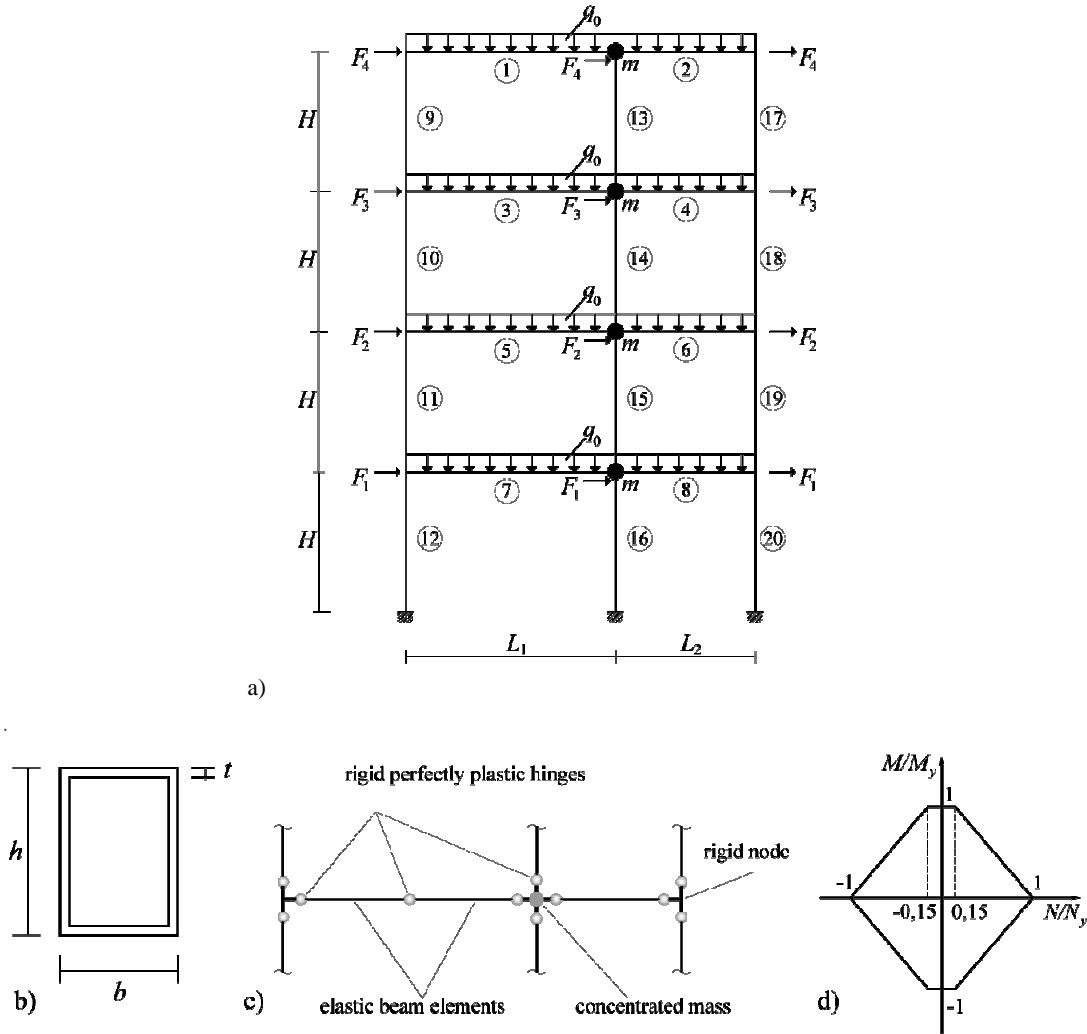 q₀
F₄ F₄ m F₄
① ②
H ⑨ ⑬ ⑰
q₀
F₃ F₃ m F₃
③ ④
H ⑩ ⑭ ⑱
q₀
F₂ F₂ m F₂
⑤ ⑥
H ⑪ ⑮ ⑲
q₀
F₁ F₁ m F₁
⑦ ⑧
H ⑫ ⑯ ⑳
L₁ L₂
a)
t
h
b
b)
rigid perfectly plastic hinges
rigid node
elastic beam elements
concentrated mass
c)
M/My
1
-1 1
-0,15 0,15 N/Ny
-1
d)